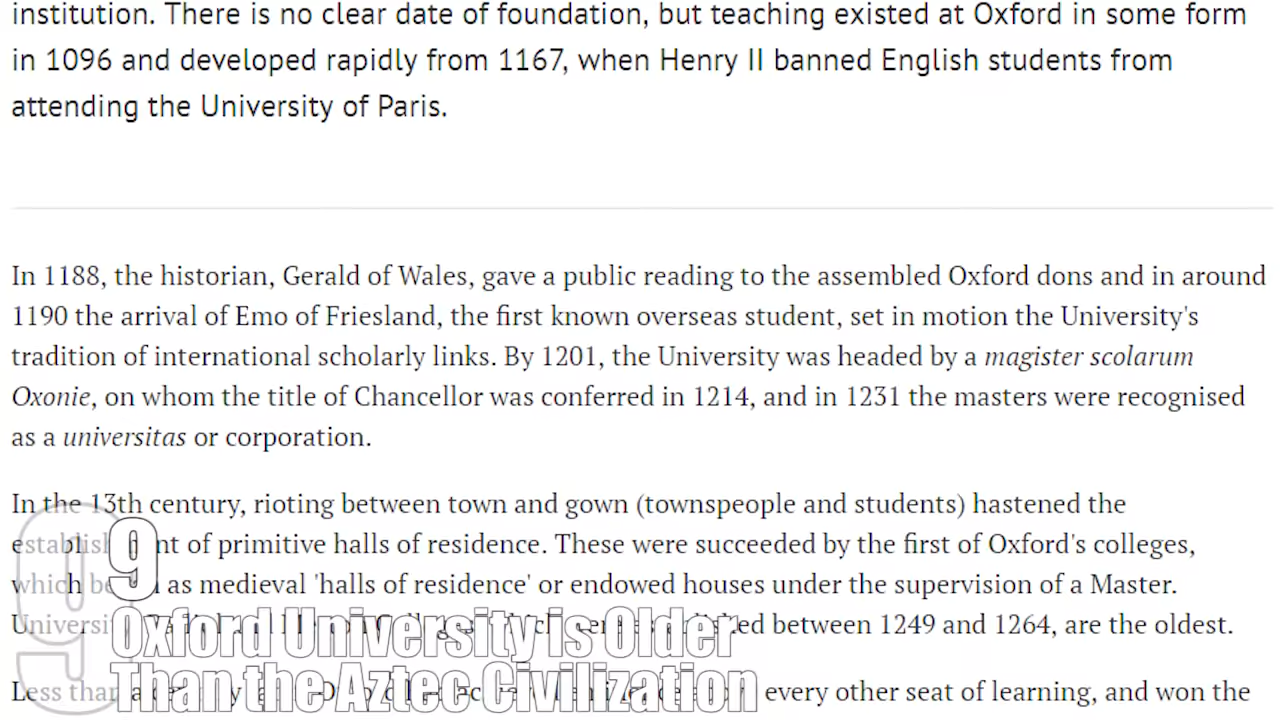 institution. There is no clear date of foundation, but teaching existed at Oxford in some form
in 1096 and developed rapidly from 1167, when Henry II banned English students from
attending the University of Paris.
In 1188, the historian, Gerald of Wales, gave a public reading to the assembled Oxford dons and in around
1190 the arrival of Emo of Friesland, the first known overseas student, set in motion the University's
tradition of international scholarly links. By 1201, the University was headed by a magister scolarum
Oxonie, on whom the title of Chancellor was conferred in 1214, and in 1231 the masters were recognised
as a universitas or corporation.
In the 13th century, rioting between town and gown (townspeople and students) hastened the
of primitive halls of residence. These were succeeded by the first of Oxford's colleges,
which as medieval 'halls of residence' or endowed houses under the supervision of a Master.
between 1249 and 1264, are the oldest.
Less every other seat of learning, and won the
9
9
Oxford University is Older
Than the Aztec Civilization